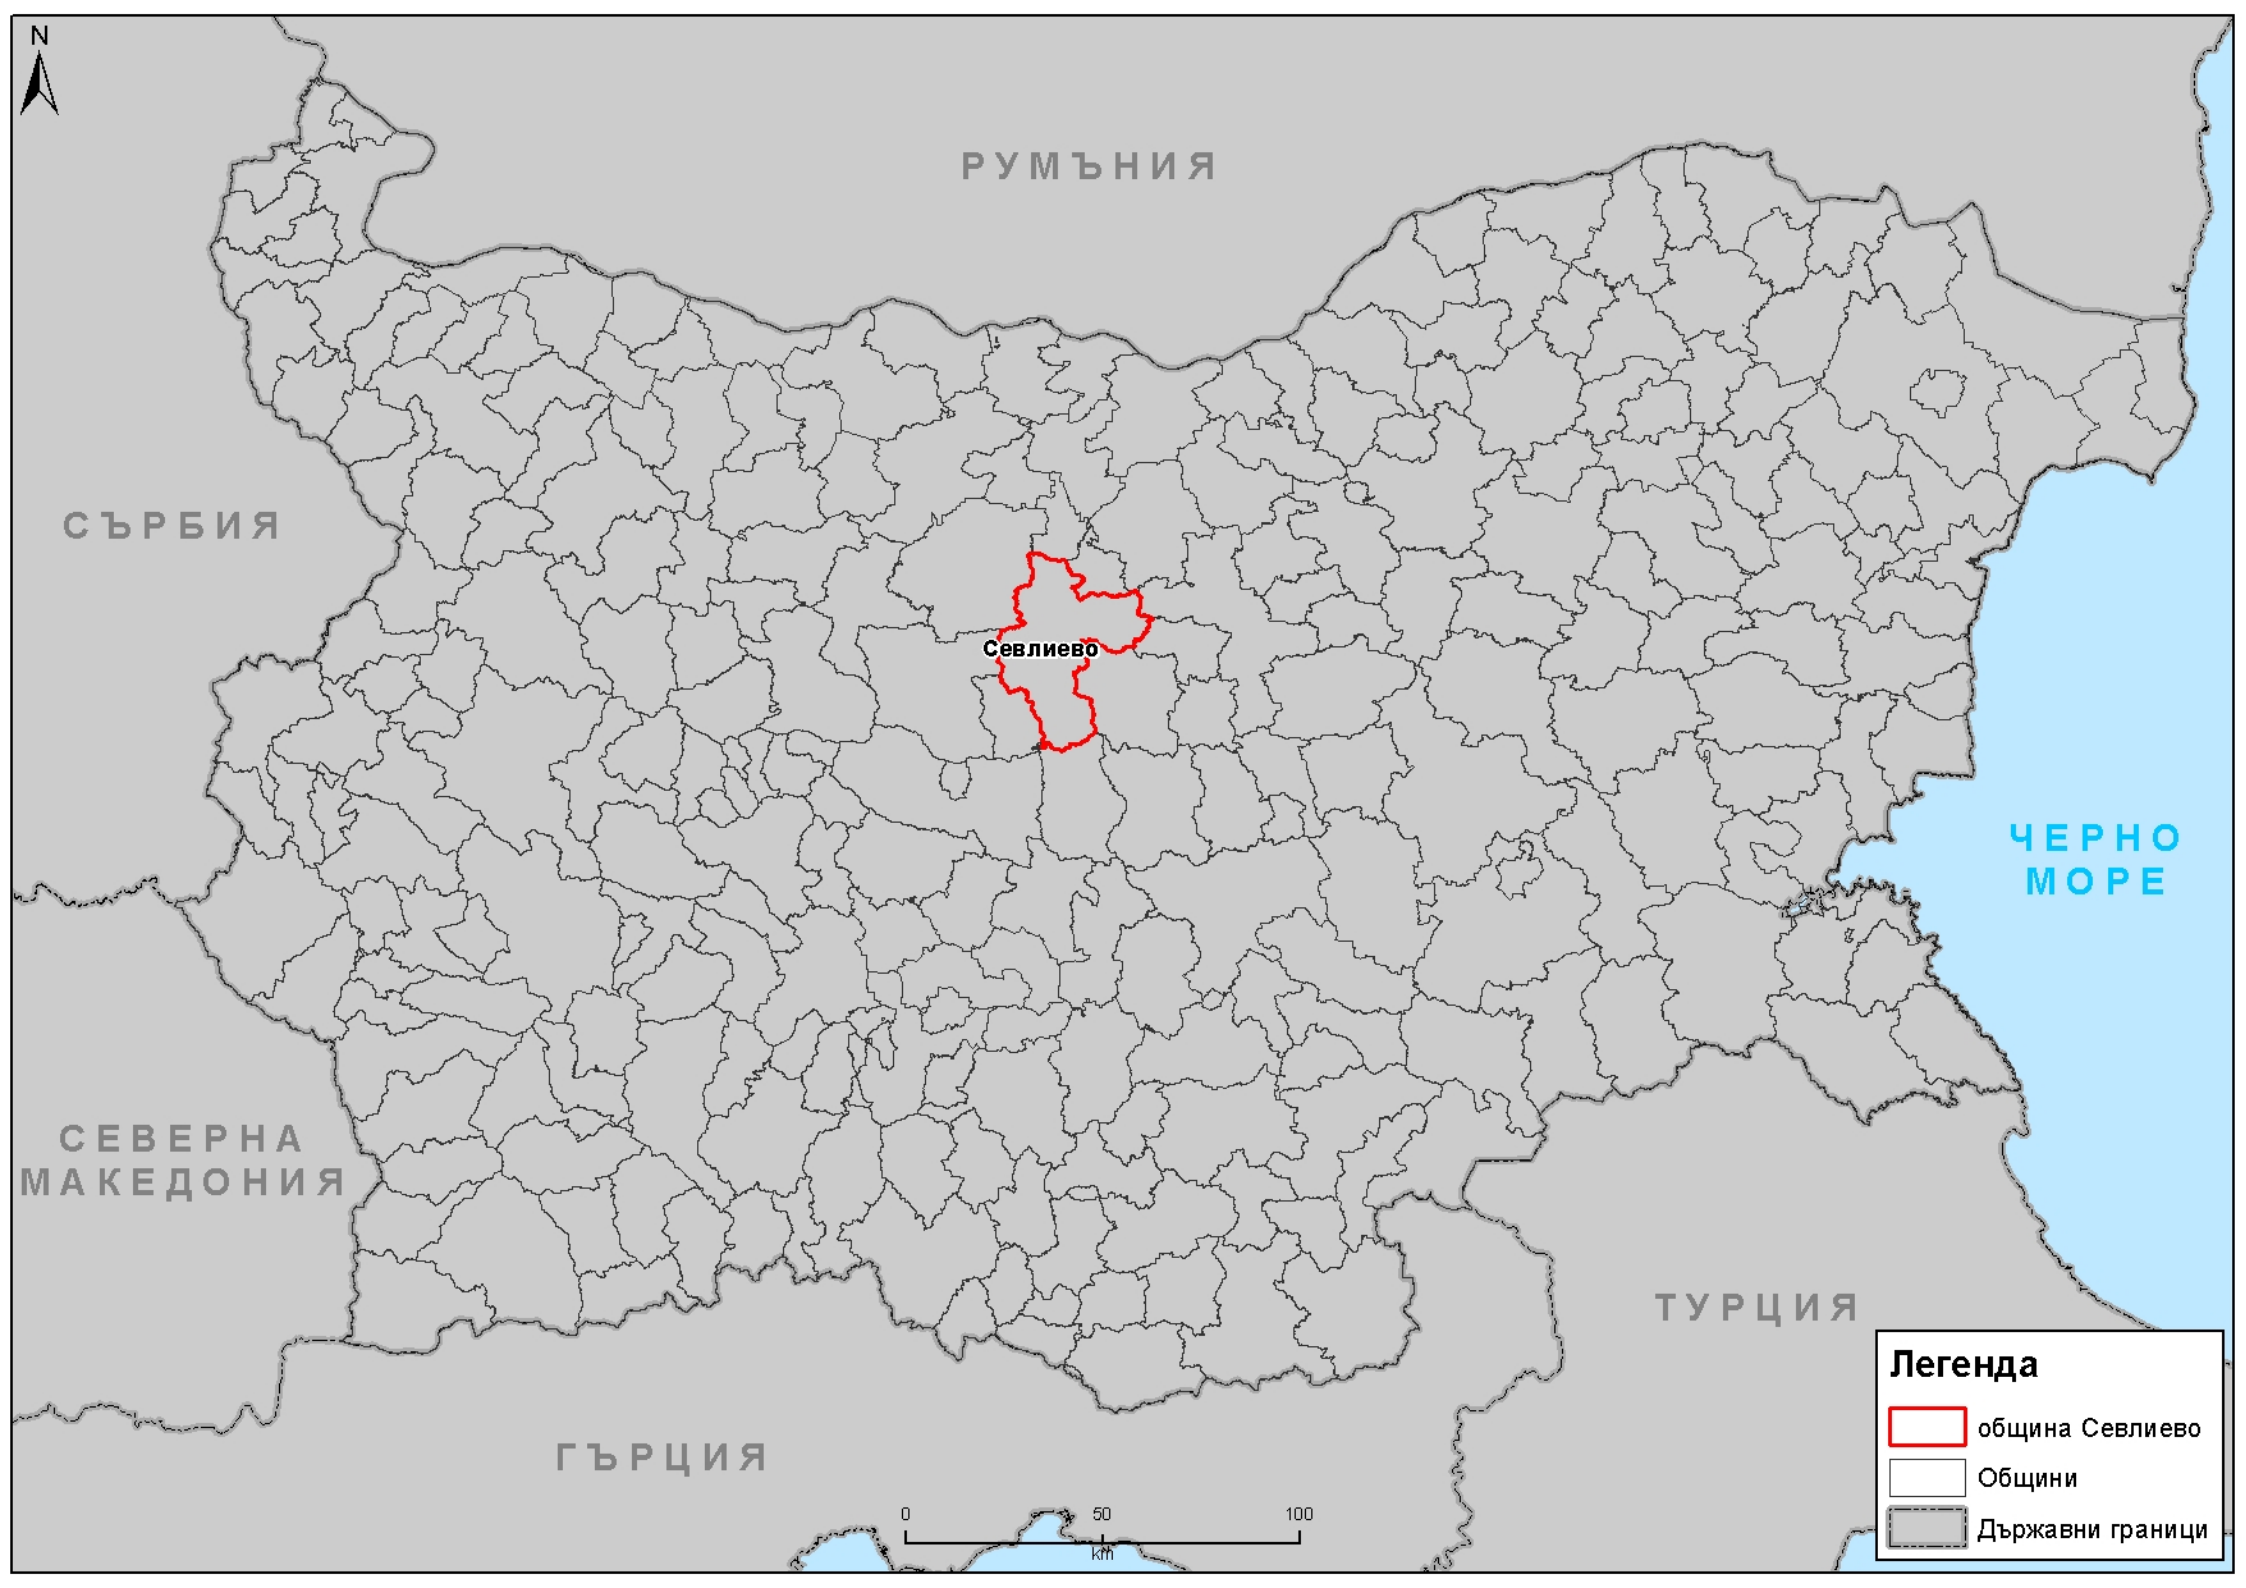 N
РУМЪНИЯ
СЪРБИЯ
Севлиево
ЧЕРНО
МОРЕ
СЕВЕРНА
МАКЕДОНИЯ
ТУРЦИЯ
ГЪРЦИЯ
0 50 100
km
Легенда
община Севлиево
Общини
Държавни граници